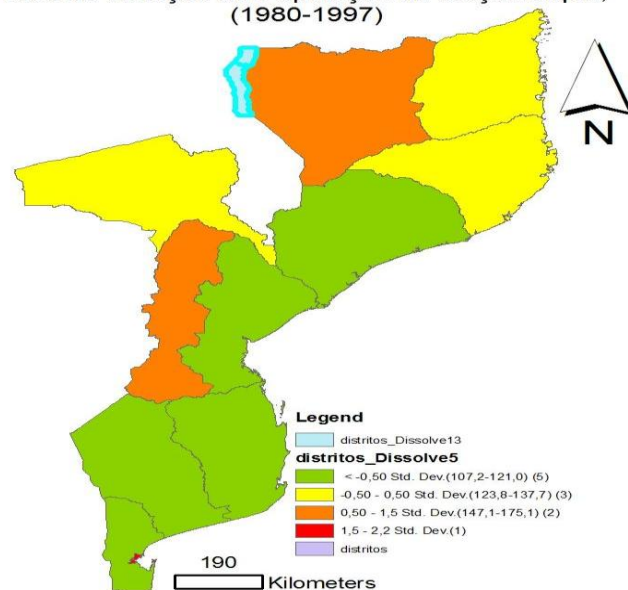 (1980-1997)
N
Legend
distritos_Dissolve13
distritos_Dissolve5
< -0,50 Std. Dev.(107,2-121,0) (5)
-0,50 - 0,50 Std. Dev.(123,8-137,7) (3)
0,50 - 1,5 Std. Dev.(147,1-175,1) (2)
1,5 - 2,2 Std. Dev.(1)
distritos
190
Kilometers